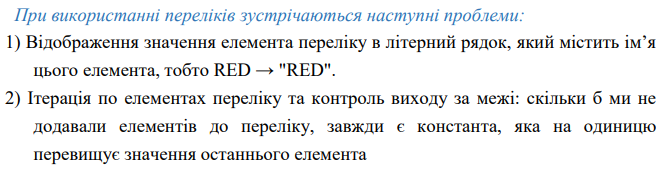 При використанні переліків зустрічаються наступні проблеми:
1) Відображення значення елемента переліку в літерний рядок, який містить ім’я
цього елемента, тобто RED → "RED".
2) Ітерація по елементах переліку та контроль виходу за межі: скільки б ми не
додавали елементів до переліку, завжди є константа, яка на одиницю
перевищує значення останнього елемента